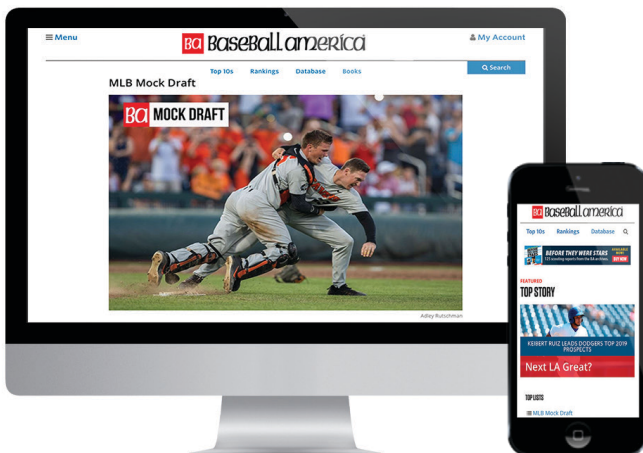 Menu
BA BaseBall america
My Account
Top 10s Rankings Database Books
Search
MLB Mock Draft
BA MOCK DRAFT
Adley Rutschman
BA BaseBall america
Top 10s Rankings Database
BEFORE THEY WERE STARS
BUY NOW
FEATURED
TOP STORY
KEIBERT RUIZ LEADS DODGERS TOP 2019
PROSPECTS
Next LA Great?
TOP LISTS
MLB Mock Draft